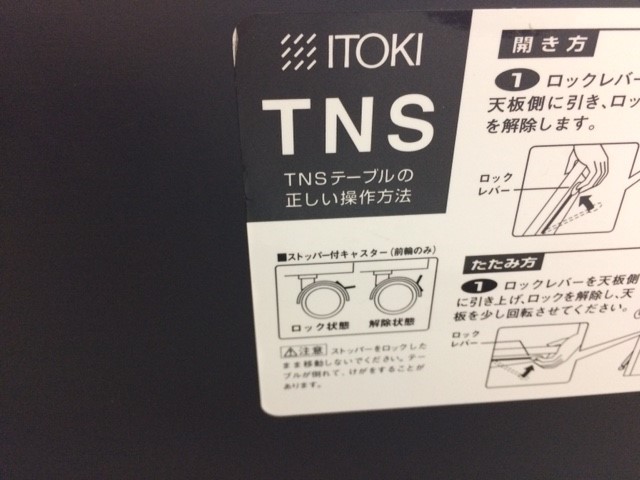 ITOKI
TNS
TNSテーブルの
正しい操作方法
■ストッパー付キャスター(前輪のみ)
ロック状態 解除状態
⚠注意 ストッパーをロックした
まま移動しないでください。テー
ブルが倒れて、けがをすることが
あります。
開き方
1 ロックレバー
天板側に引き、ロッ
を解除します。
ロック
レバー
たたみ方
1 ロックレバーを天板側
に引き上げ、ロックを解除し、天
板を少し回転させてください。
ロック
レバー